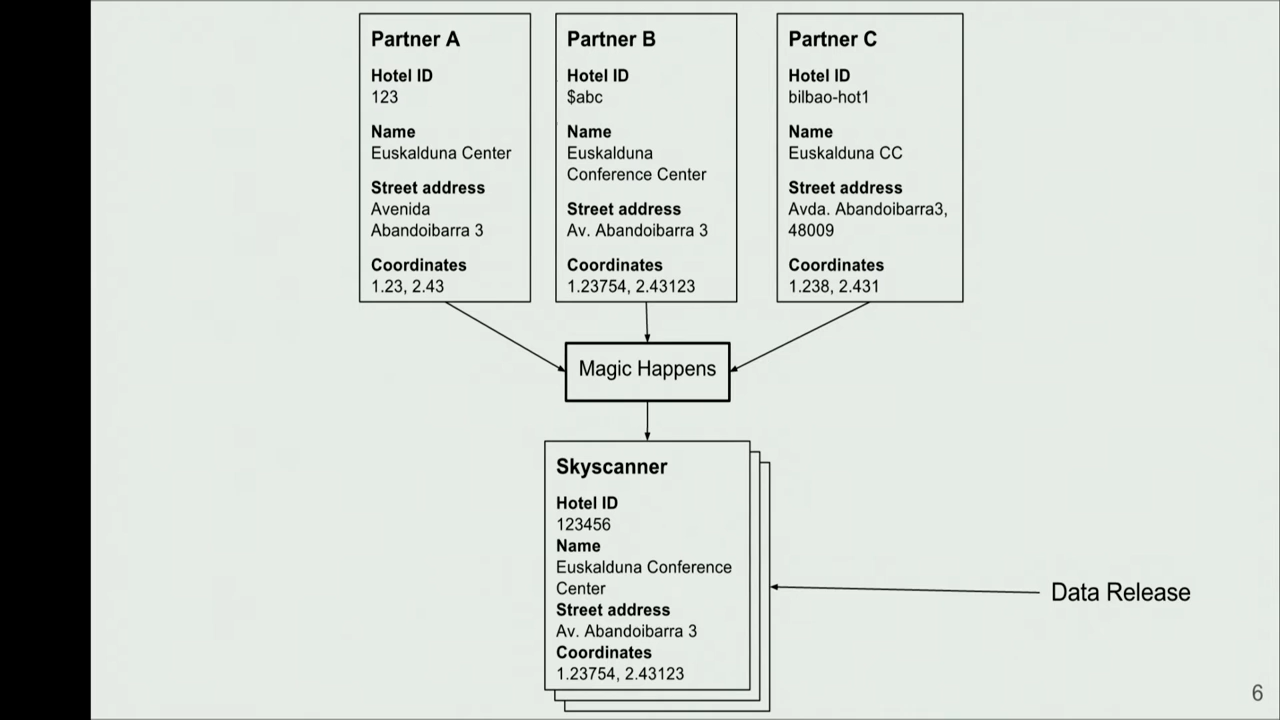 Partner A
Hotel ID
123
Name
Euskalduna Center
Street address
Avenida
Abandoibarra 3
Coordinates
1.23, 2.43
Partner B
Hotel ID
$abc
Name
Euskalduna
Conference Center
Street address
Av. Abandoibarra 3
Coordinates
1.23754, 2.43123
Partner C
Hotel ID
bilbao-hot1
Name
Euskalduna CC
Street address
Avda. Abandoibarra3,
48009
Coordinates
1.238, 2.431
Magic Happens
Skyscanner
Hotel ID
123456
Name
Euskalduna Conference
Center
Street address
Av. Abandoibarra 3
Coordinates
1.23754, 2.43123
Data Release
6